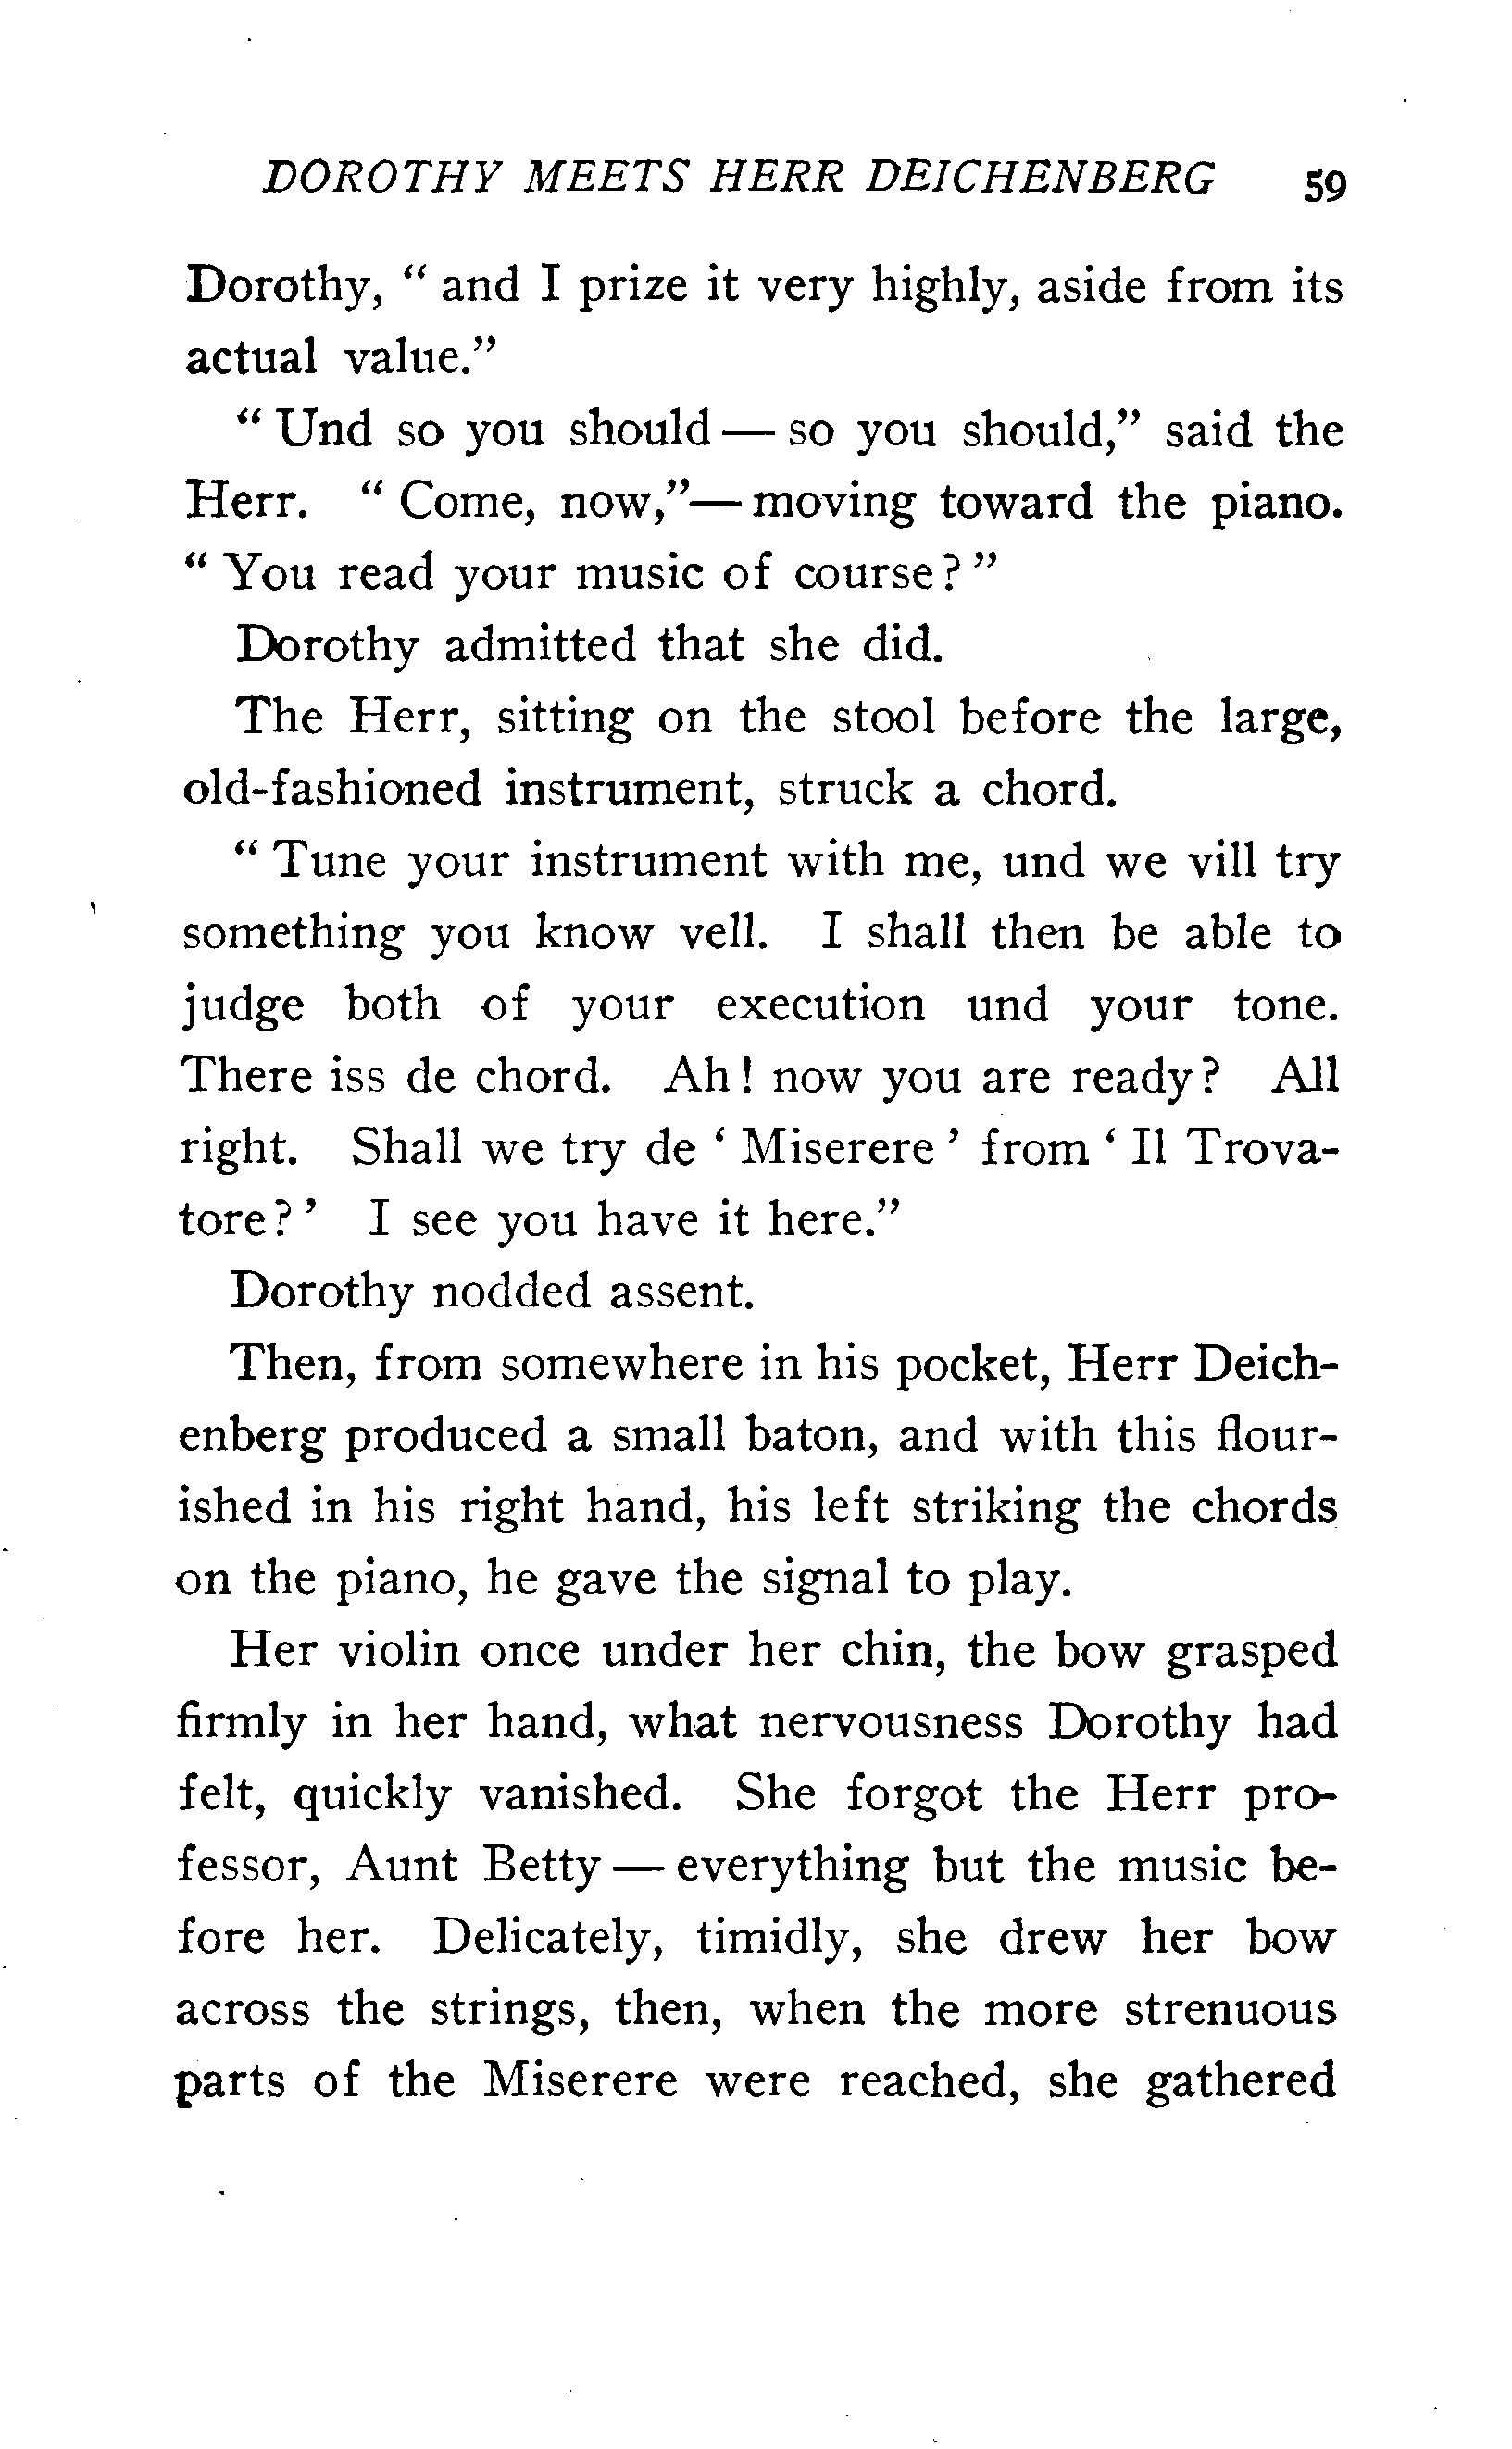 DOROTHY MEETS HERR DEICHENBERG 59
Dorothy, " and I prize it very highly, aside from its
actual value."
" Und so you should — so you should," said the
Herr. " Come, now,"— moving toward the piano.
" You read your music of course? "
Dorothy admitted that she did.
The Herr, sitting on the stool before the large,
old-fashioned instrument, struck a chord.
" Tune your instrument with me, und we vill try
something you know vell. I shall then be able to
judge both of your execution und your tone.
There iss de chord. Ah! now you are ready? All
right. Shall we try de ' Miserere ' from ' Il Trova-
tore? ' I see you have it here."
Dorothy nodded assent.
Then, from somewhere in his pocket, Herr Deich-
enberg produced a small baton, and with this flour-
ished in his right hand, his left striking the chords
on the piano, he gave the signal to play.
Her violin once under her chin, the bow grasped
firmly in her hand, what nervousness Dorothy had
felt, quickly vanished. She forgot the Herr pro-
fessor, Aunt Betty — everything but the music be-
fore her. Delicately, timidly, she drew her bow
across the strings, then, when the more strenuous
parts of the Miserere were reached, she gathered